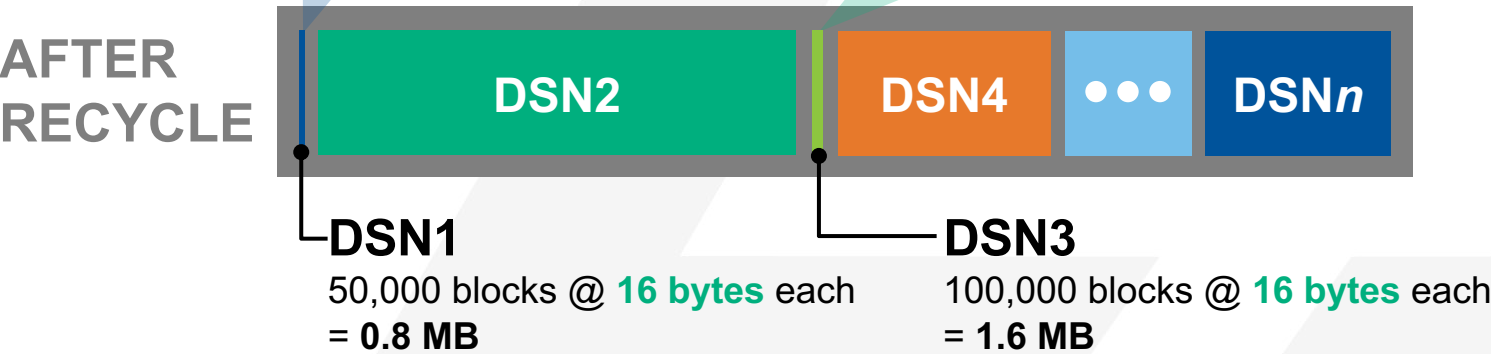 AFTER
RECYCLE
DSN2
DSN4
●●●
DSNn
DSN1
50,000 blocks @ 16 bytes each
= 0.8 MB
DSN3
100,000 blocks @ 16 bytes each
= 1.6 MB